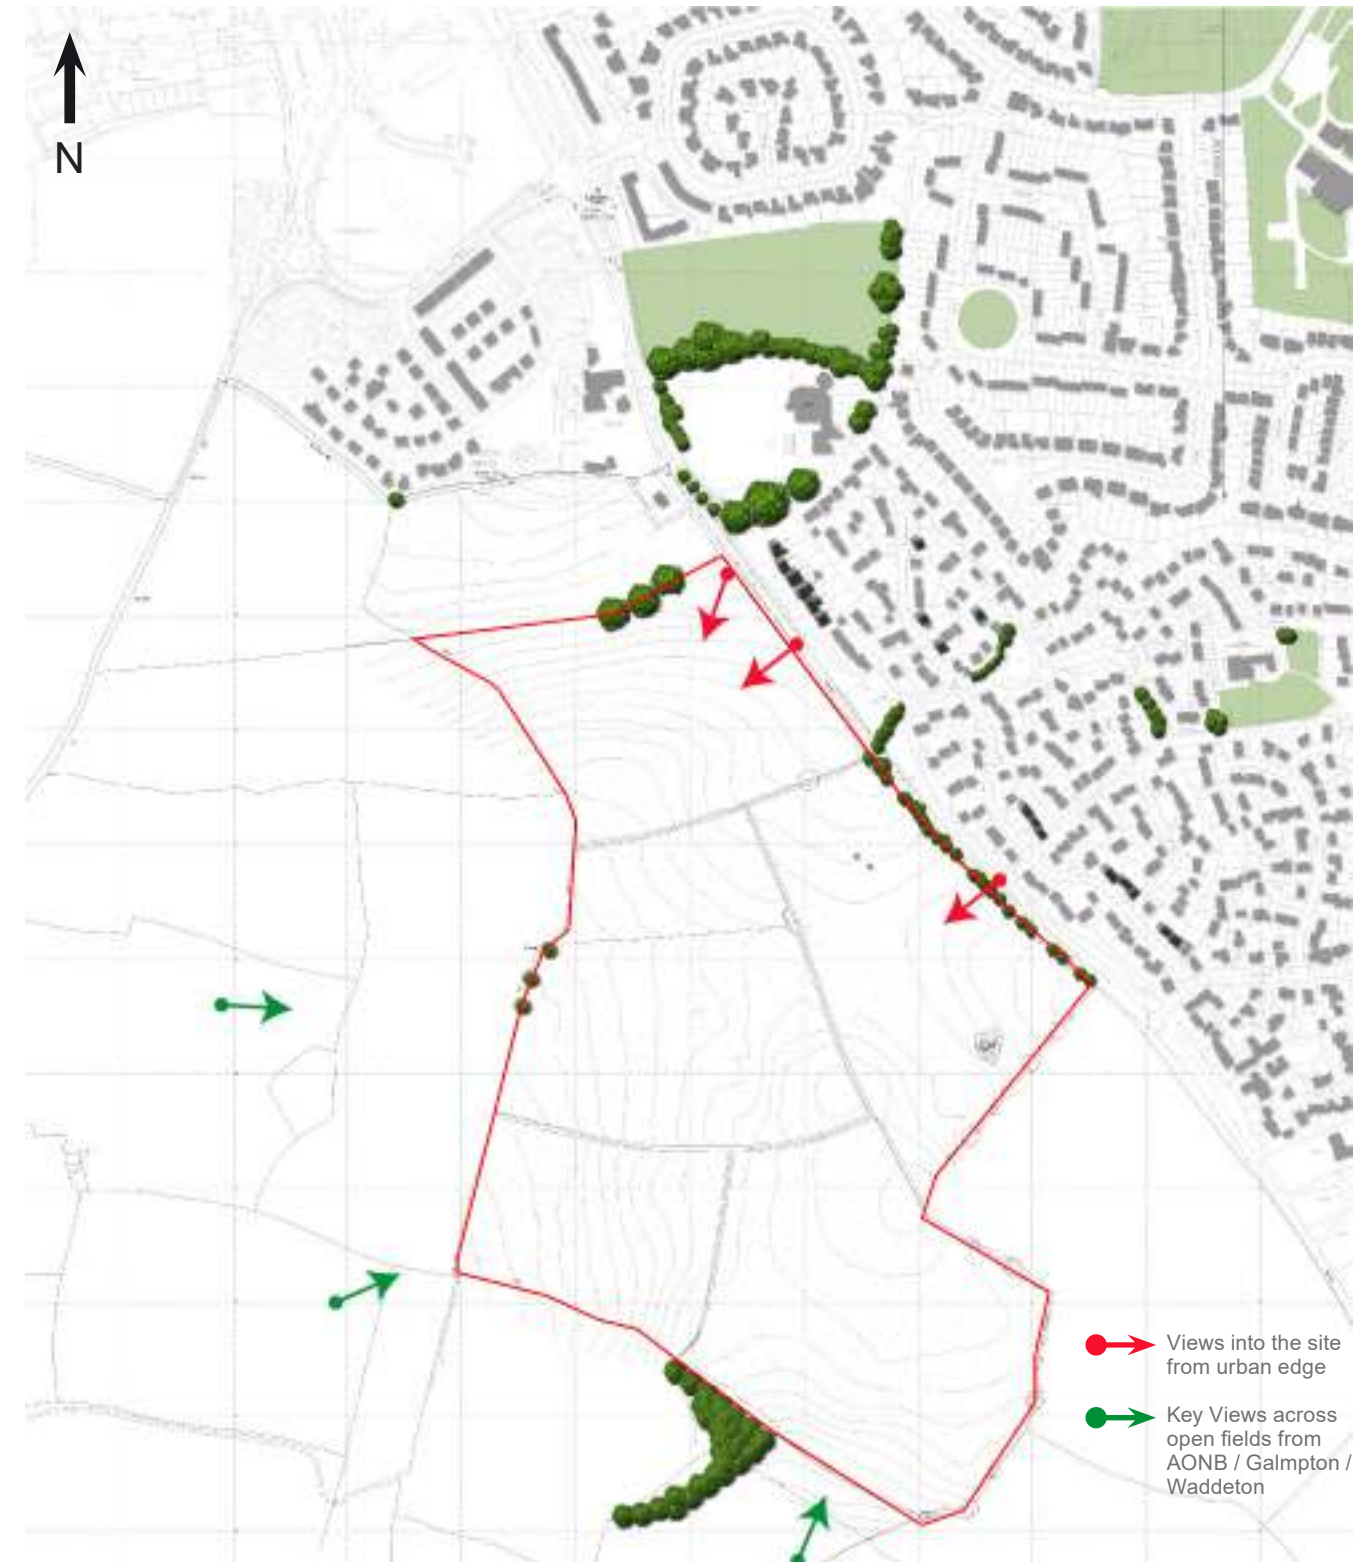 N
Views into the site
from urban edge
Key Views across
open fields from
AONB / Galmpton /
Waddeton